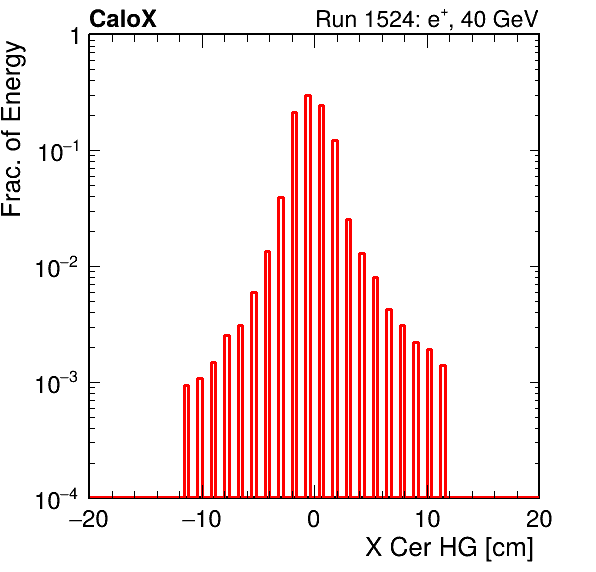 CaloX Run 1524: e⁺, 40 GeV
Frac. of Energy
1
10⁻¹
10⁻²
10⁻³
10⁻⁴
−20 −10 0 10 20
X Cer HG [cm]